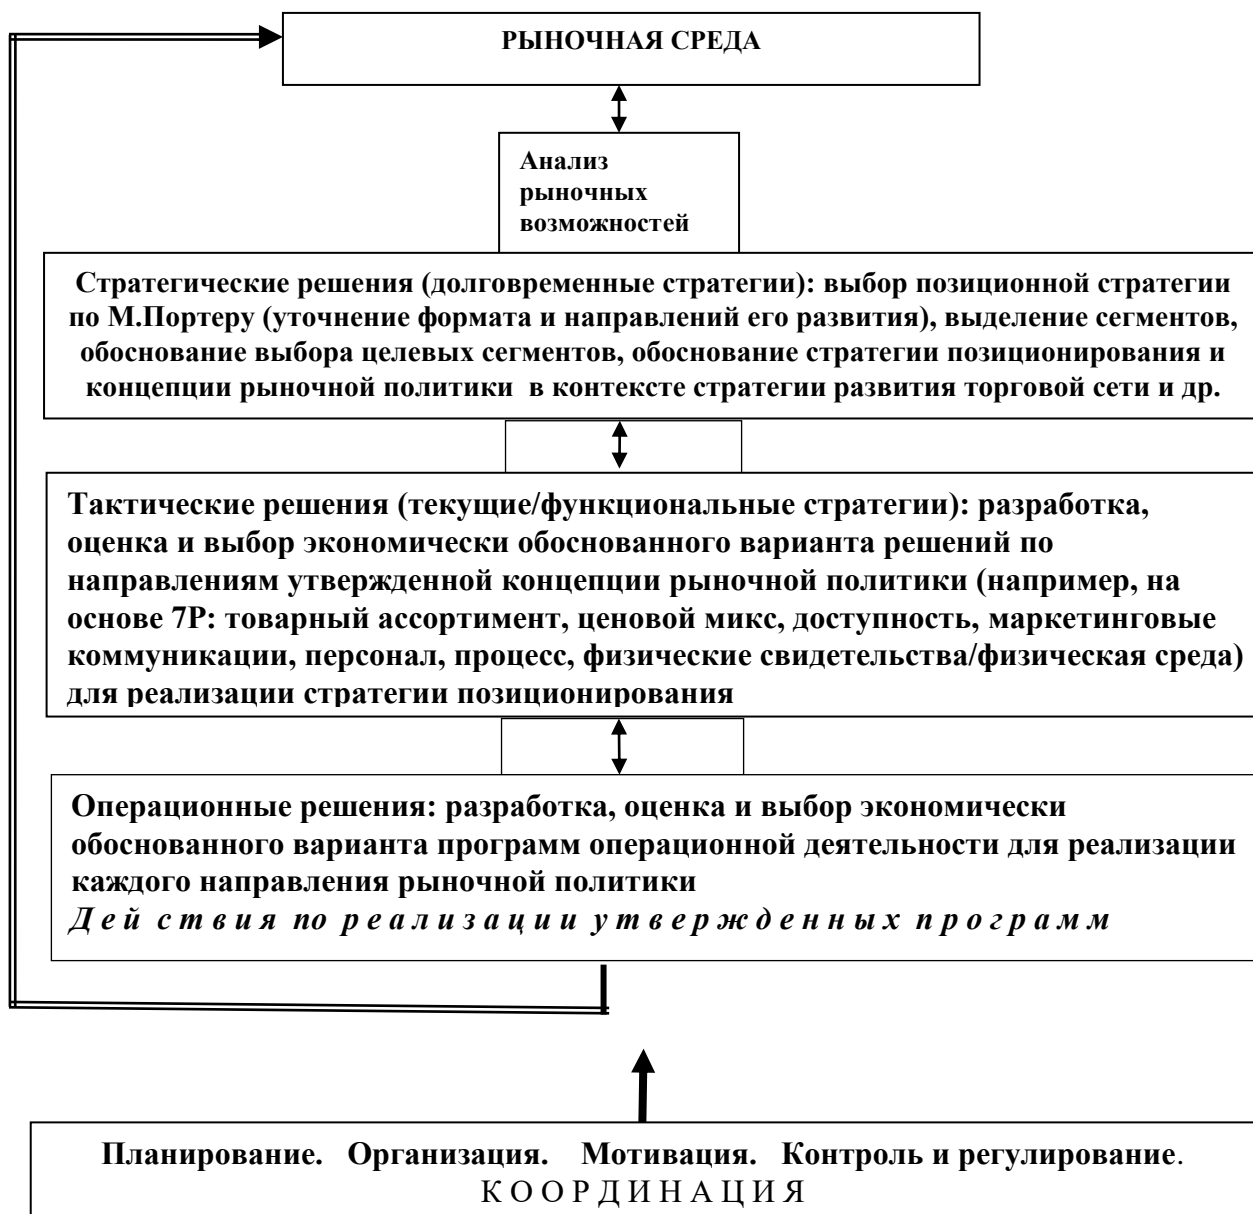 РЫНОЧНАЯ СРЕДА
Анализ
рыночных
возможностей
Стратегические решения (долговременные стратегии): выбор позиционной стратегии
по М.Портеру (уточнение формата и направлений его развития), выделение сегментов,
обоснование выбора целевых сегментов, обоснование стратегии позиционирования и
концепции рыночной политики в контексте стратегии развития торговой сети и др.
Тактические решения (текущие/функциональные стратегии): разработка,
оценка и выбор экономически обоснованного варианта решений по
направлениям утвержденной концепции рыночной политики (например, на
основе 7Р: товарный ассортимент, ценовой микс, доступность, маркетинговые
коммуникации, персонал, процесс, физические свидетельства/физическая среда)
для реализации стратегии позиционирования
Операционные решения: разработка, оценка и выбор экономически
обоснованного варианта программ операционной деятельности для реализации
каждого направления рыночной политики
Д е й с т в и я по р е а л и з а ц и и у т в е р ж д е н н ы х п р о г р а м м
Планирование. Организация. Мотивация. Контроль и регулирование.
К О О Р Д И Н А Ц И Я